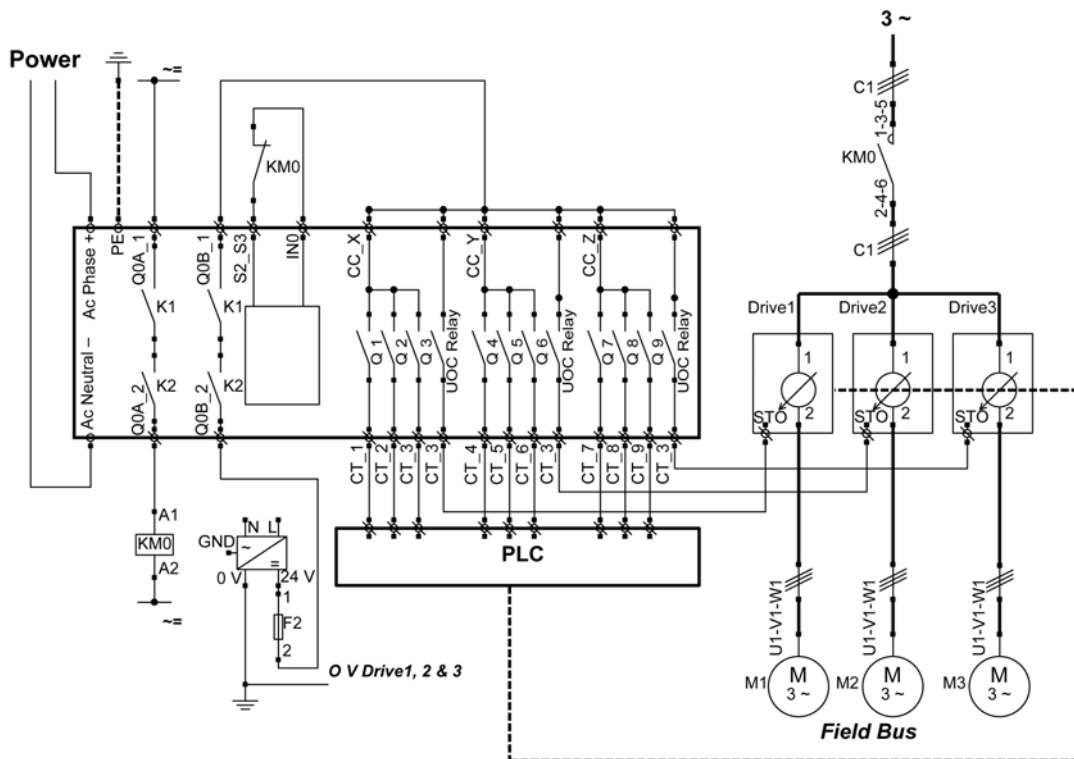 3 ~
Power
~=
C1
1-3-5
KM0
KM0
2-4-6
C1
Ac Phase +
PE
Q0A_1
Q0B_1
S2_S3
IN0
CC_X
CC_Y
CC_Z
K1
K1
Q 1
Q 2
Q 3
UOC Relay
Q 4
Q 5
Q 6
UOC Relay
Q 7
Q 8
Q 9
UOC Relay
Drive1
Drive2
Drive3
1
1
1
2
2
2
STO
STO
STO
Ac Neutral –
K2
K2
Q0A_2
Q0B_2
CT_1
CT_2
CT_3
CT_3
CT_4
CT_5
CT_6
CT_3
CT_7
CT_8
CT_9
CT_3
A1
KM0
A2
~=
N L
GND
~
=
0 V
24 V
1
F2
2
PLC
O V Drive1, 2 & 3
U1-V1-W1
U1-V1-W1
U1-V1-W1
M1
M
3 ~
M2
M
3 ~
M3
M
3 ~
Field Bus